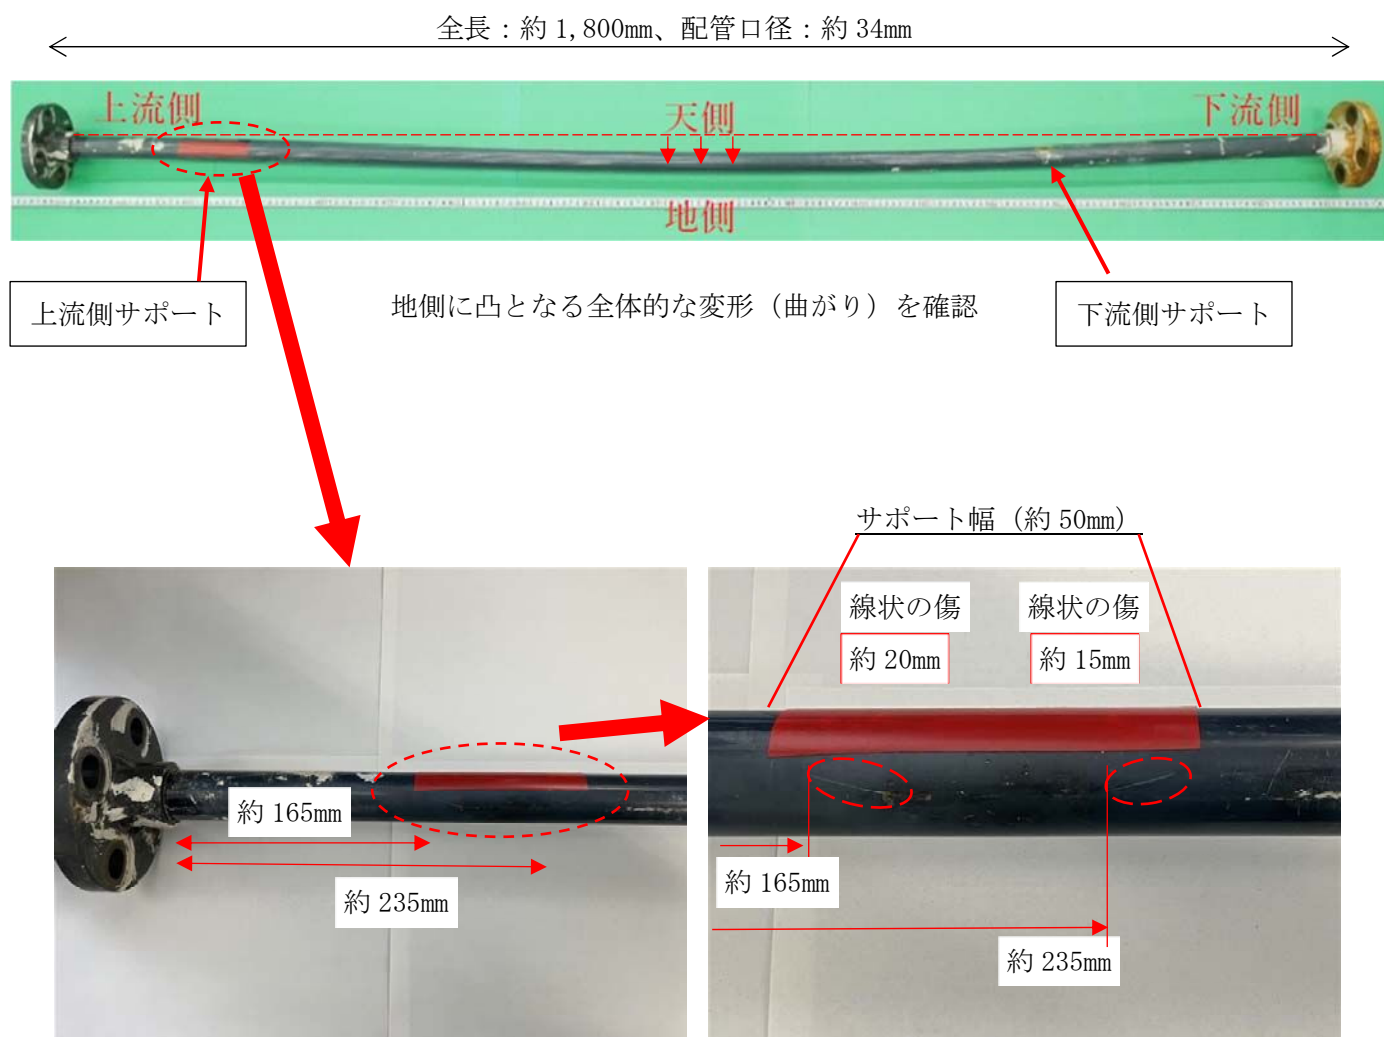 全長：約 1,800mm、配管口径：約 34mm
上流側
天側
下流側
地側
上流側サポート
地側に凸となる全体的な変形（曲がり）を確認
下流側サポート
サポート幅（約 50mm）
線状の傷
約 20mm
線状の傷
約 15mm
約 165mm
約 235mm
約 165mm
約 235mm